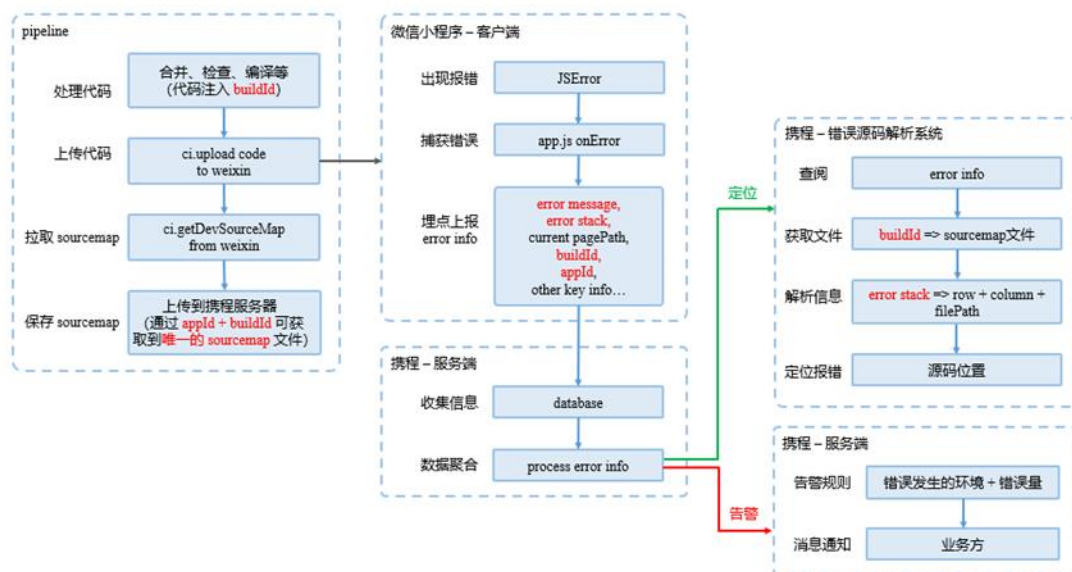 pipeline
处理代码
合并、检查、编译等
(代码注入 buildId)
上传代码
ci.upload code
to weixin
拉取 sourcemap
ci.getDevSourceMap
from weixin
保存 sourcemap
上传到携程服务器
(通过 appId + buildId 可获
取到唯一的 sourcemap 文件)
微信小程序 – 客户端
出现报错
JSError
捕获错误
app.js onError
埋点上报
error info
error message,
error stack,
current pagePath,
buildId,
appId,
other key info…
携程 – 服务端
收集信息
database
数据聚合
process error info
定位
告警
携程 – 错误源码解析系统
查阅
error info
获取文件
buildId => sourcemap文件
解析信息
error stack => row + column +
filePath
定位报错
源码位置
携程 – 服务端
告警规则
错误发生的环境 + 错误量
消息通知
业务方